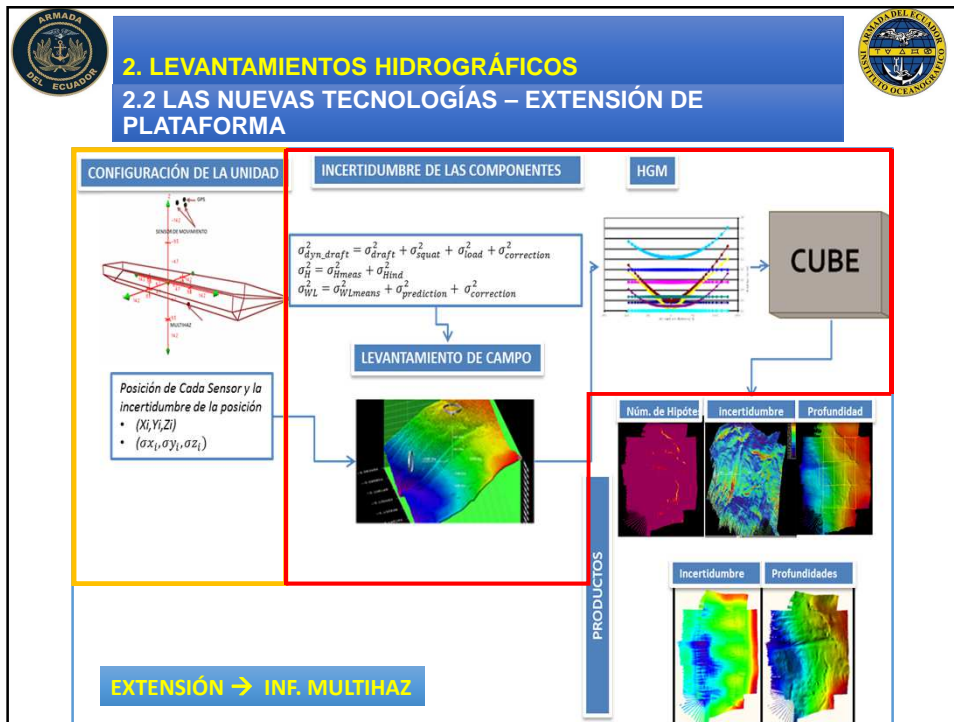 ARMADA
DEL ECUADOR
ARMADA DEL ECUADOR
INSTITUTO OCEANOGRÁFICO
2. LEVANTAMIENTOS HIDROGRÁFICOS
2.2 LAS NUEVAS TECNOLOGÍAS – EXTENSIÓN DE
PLATAFORMA
CONFIGURACIÓN DE LA UNIDAD
INCERTIDUMBRE DE LAS COMPONENTES
HGM
GPS
SENSOR DE MOVIMIENTO
MULTIHAZ
σ²dyn_draft = σ²draft + σ²squat + σ²load + σ²correction
σ²H = σ²Hmeas + σ²Hind
σ²WL = σ²WLmeans + σ²prediction + σ²correction
CUBE
LEVANTAMIENTO DE CAMPO
Posición de Cada Sensor y la
incertidumbre de la posición
• (Xi,Yi,Zi)
• (σxᵢ,σyᵢ,σzᵢ)
Núm. de Hipótes
incertidumbre
Profundidad
PRODUCTOS
Incertidumbre
Profundidades
EXTENSIÓN → INF. MULTIHAZ